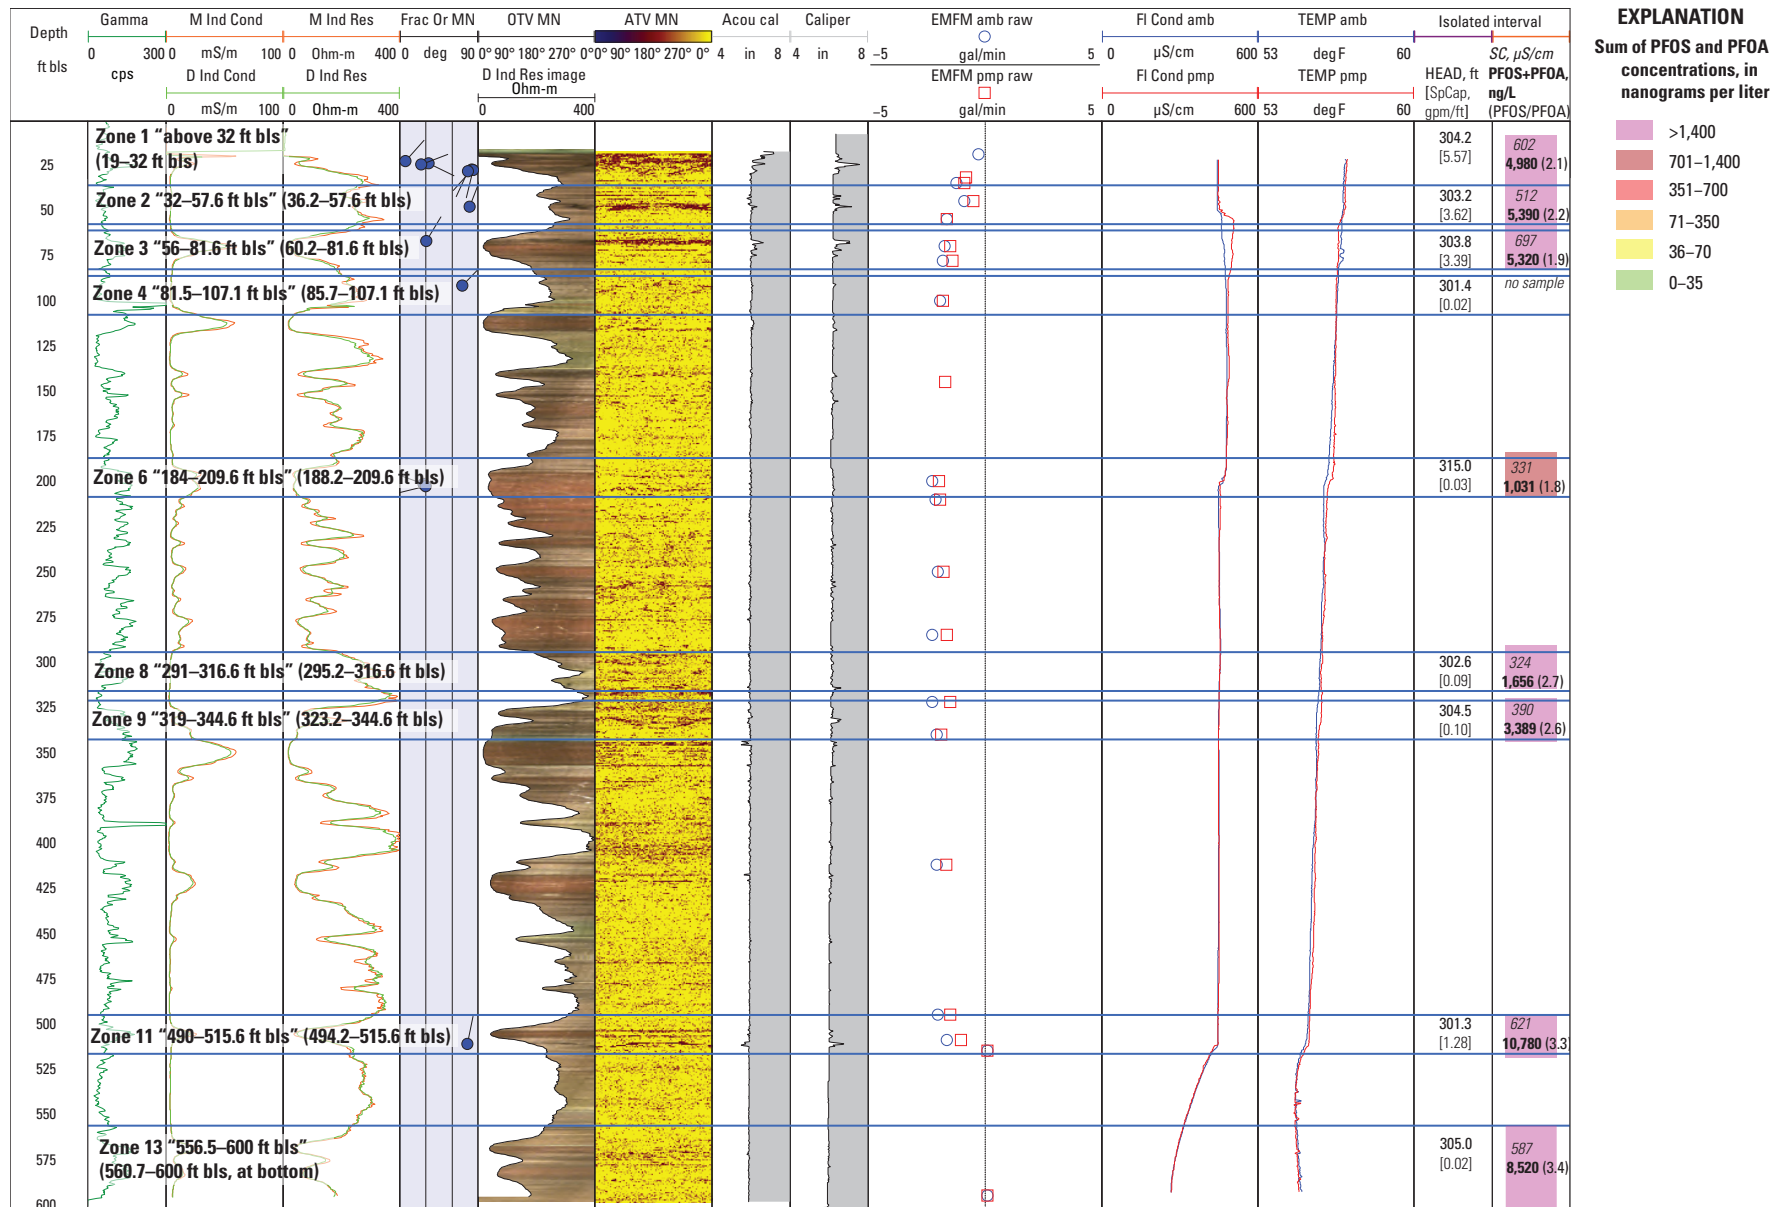 Depth
ft bls
Gamma
0 300
cps
M Ind Cond
0 mS/m 100
D Ind Cond
0 mS/m 100
M Ind Res
0 Ohm-m 400
D Ind Res
0 Ohm-m 400
Frac Or MN
0 deg 90
OTV MN
0° 90° 180° 270° 0°
D Ind Res image
Ohm-m
0 400
ATV MN
0° 90° 180° 270° 0°
Acou cal
4 in 8
Caliper
4 in 8
EMFM amb raw
−5 gal/min 5
EMFM pmp raw
−5 gal/min 5
Fl Cond amb
0 µS/cm 600
Fl Cond pmp
0 µS/cm 600
TEMP amb
53 deg F 60
TEMP pmp
53 deg F 60
Isolated interval
HEAD, ft
[SpCap,
gpm/ft]
SC, µS/cm
PFOS+PFOA,
ng/L
(PFOS/PFOA)
25
50
75
100
125
150
175
200
225
250
275
300
325
350
375
400
425
450
475
500
525
550
575
600
Zone 1 “above 32 ft bls”
(19–32 ft bls)
304.2
[5.57]
602
4,980 (2.1)
Zone 2 “32–57.6 ft bls” (36.2–57.6 ft bls)
303.2
[3.62]
512
5,390 (2.2)
Zone 3 “56–81.6 ft bls” (60.2–81.6 ft bls)
303.8
[3.39]
697
5,320 (1.9)
Zone 4 “81.5–107.1 ft bls” (85.7–107.1 ft bls)
301.4
[0.02]
no sample
Zone 6 “184–209.6 ft bls” (188.2–209.6 ft bls)
315.0
[0.03]
331
1,031 (1.8)
Zone 8 “291–316.6 ft bls” (295.2–316.6 ft bls)
302.6
[0.09]
324
1,656 (2.7)
Zone 9 “319–344.6 ft bls” (323.2–344.6 ft bls)
304.5
[0.10]
390
3,389 (2.6)
Zone 11 “490–515.6 ft bls” (494.2–515.6 ft bls)
301.3
[1.28]
621
10,780 (3.3)
Zone 13 “556.5–600 ft bls”
(560.7–600 ft bls, at bottom)
305.0
[0.02]
587
8,520 (3.4)
EXPLANATION
Sum of PFOS and PFOA
concentrations, in
nanograms per liter
>1,400
701–1,400
351–700
71–350
36–70
0–35